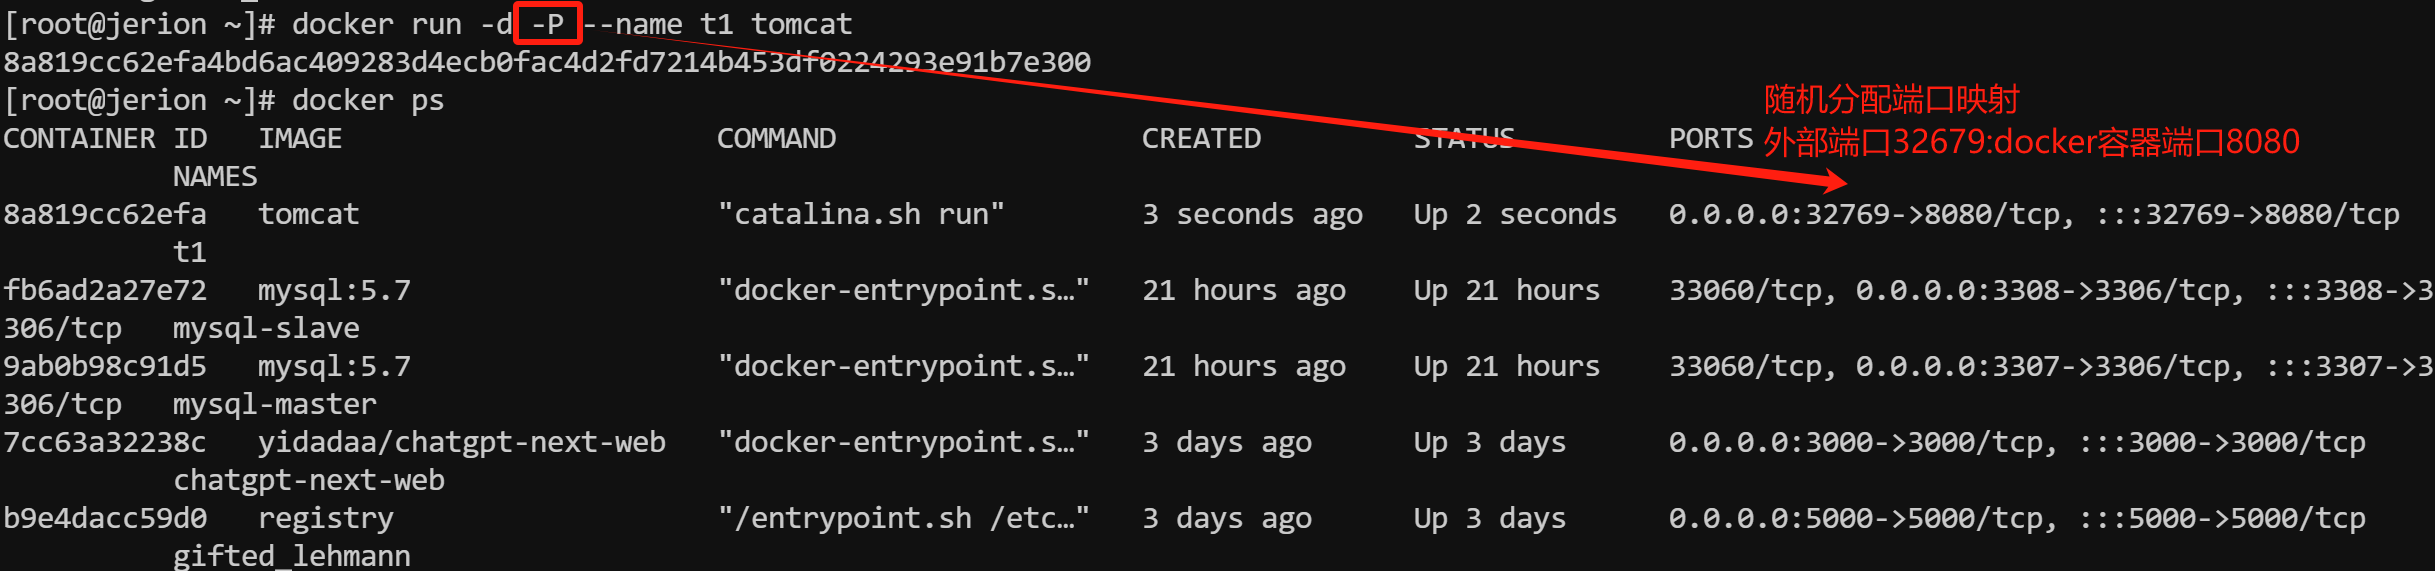 [root@jerion ~]# docker run -d -P --name t1 tomcat
8a819cc62efa4bd6ac409283d4ecb0fac4d2fd7214b453df0224293e91b7e300
[root@jerion ~]# docker ps
随机分配端口映射
CONTAINER ID   IMAGE                      COMMAND                  CREATED         STATUS         PORTS
外部端口32679:docker容器端口8080
          NAMES
8a819cc62efa   tomcat                     "catalina.sh run"        3 seconds ago   Up 2 seconds   0.0.0.0:32769->8080/tcp, :::32769->8080/tcp
          t1
fb6ad2a27e72   mysql:5.7                  "docker-entrypoint.s…"   21 hours ago    Up 21 hours    33060/tcp, 0.0.0.0:3308->3306/tcp, :::3308->3
306/tcp   mysql-slave
9ab0b98c91d5   mysql:5.7                  "docker-entrypoint.s…"   21 hours ago    Up 21 hours    33060/tcp, 0.0.0.0:3307->3306/tcp, :::3307->3
306/tcp   mysql-master
7cc63a32238c   yidadaa/chatgpt-next-web   "docker-entrypoint.s…"   3 days ago      Up 3 days      0.0.0.0:3000->3000/tcp, :::3000->3000/tcp
          chatgpt-next-web
b9e4dacc59d0   registry                   "/entrypoint.sh /etc…"   3 days ago      Up 3 days      0.0.0.0:5000->5000/tcp, :::5000->5000/tcp
          gifted_lehmann